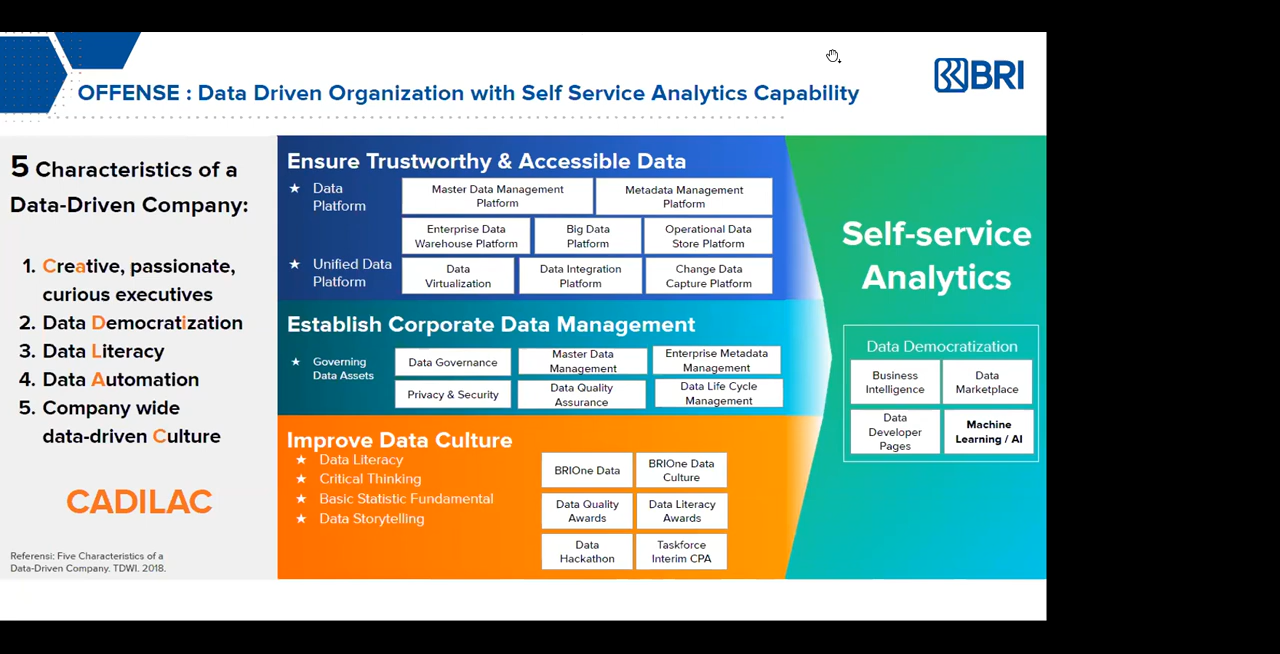 OFFENSE : Data Driven Organization with Self Service Analytics Capability
BRI
5 Characteristics of a
Data-Driven Company:
1. Creative, passionate,
curious executives
2. Data Democratization
3. Data Literacy
4. Data Automation
5. Company wide
data-driven Culture
CADILAC
Referensi: Five Characteristics of a
Data-Driven Company. TDWI. 2018.
Ensure Trustworthy & Accessible Data
★ Data
Platform
Master Data Management
Platform
Metadata Management
Platform
Enterprise Data
Warehouse Platform
Big Data
Platform
Operational Data
Store Platform
★ Unified Data
Platform
Data
Virtualization
Data Integration
Platform
Change Data
Capture Platform
Establish Corporate Data Management
★ Governing
Data Assets
Data Governance
Master Data
Management
Enterprise Metadata
Management
Privacy & Security
Data Quality
Assurance
Data Life Cycle
Management
Improve Data Culture
★ Data Literacy
★ Critical Thinking
★ Basic Statistic Fundamental
★ Data Storytelling
BRIOne Data
BRIOne Data
Culture
Data Quality
Awards
Data Literacy
Awards
Data
Hackathon
Taskforce
Interim CPA
Self-service
Analytics
Data Democratization
Business
Intelligence
Data
Marketplace
Data
Developer
Pages
Machine
Learning / AI